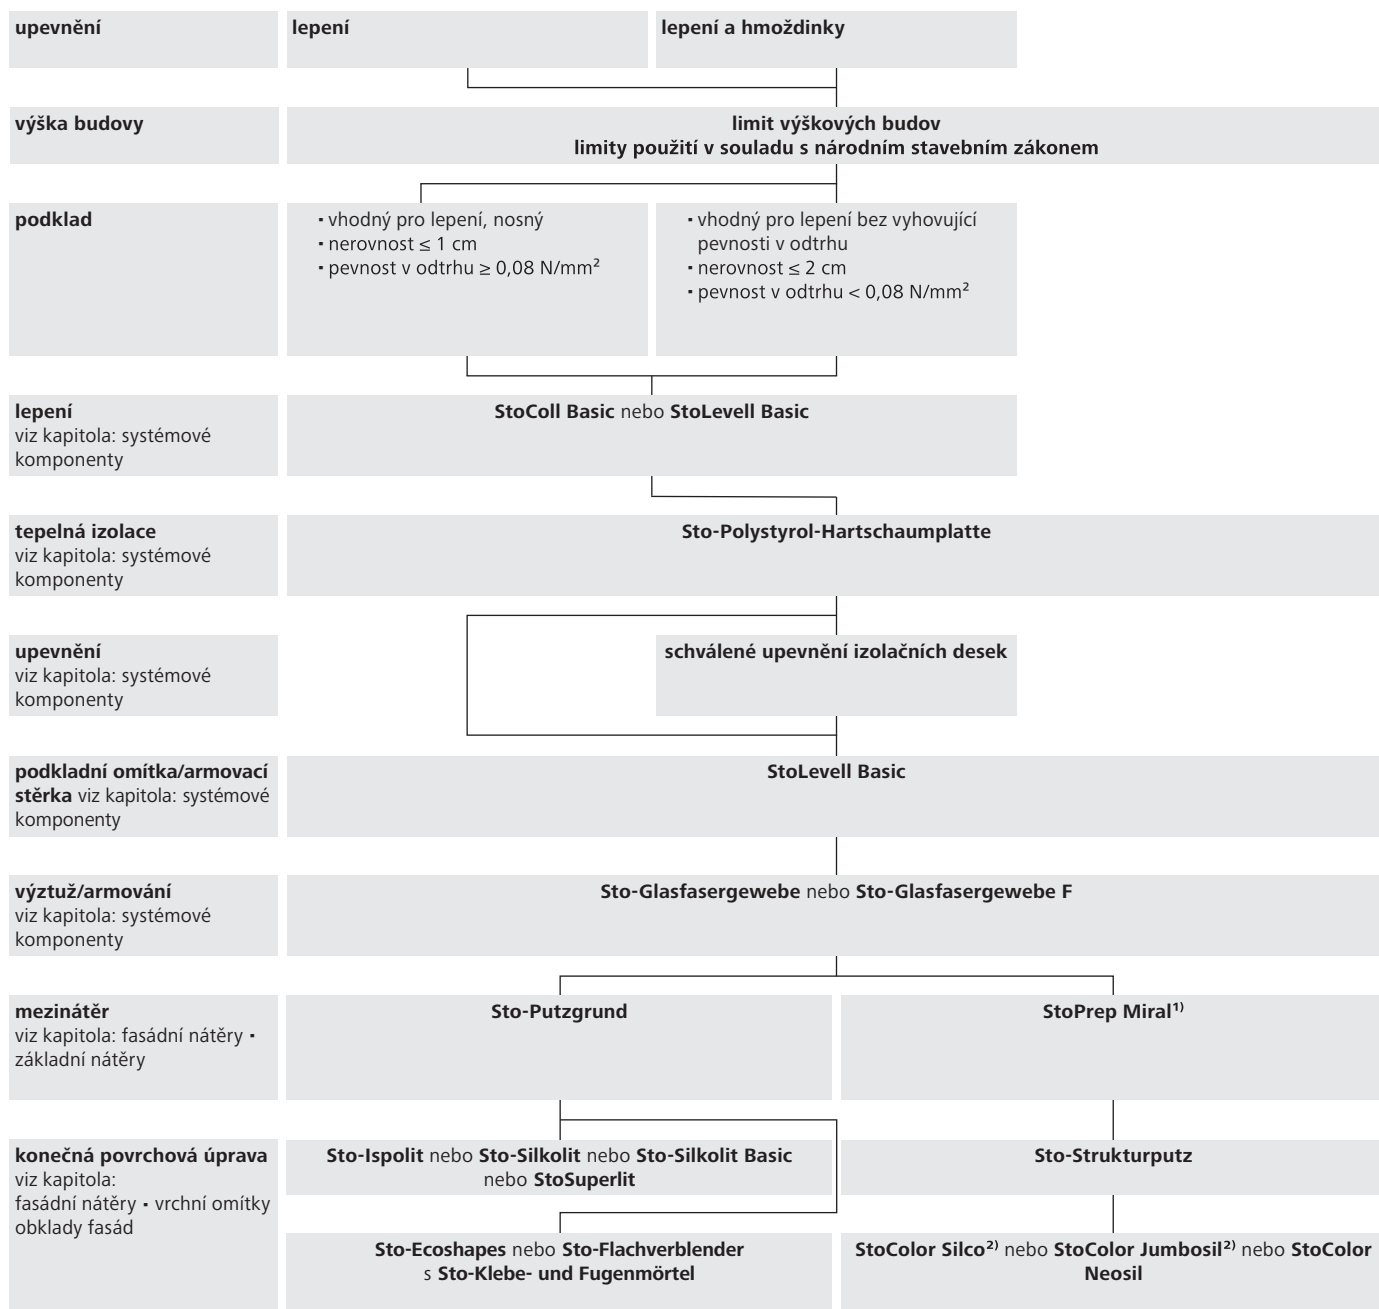 upevnění
lepení
lepení a hmoždinky
výška budovy
limit výškových budov
limity použití v souladu s národním stavebním zákonem
podklad
▪ vhodný pro lepení, nosný
▪ nerovnost ≤ 1 cm
▪ pevnost v odtrhu ≥ 0,08 N/mm²
▪ vhodný pro lepení bez vyhovující
pevnosti v odtrhu
▪ nerovnost ≤ 2 cm
▪ pevnost v odtrhu < 0,08 N/mm²
lepení
viz kapitola: systémové
komponenty
StoColl Basic nebo StoLevell Basic
tepelná izolace
viz kapitola: systémové
komponenty
Sto-Polystyrol-Hartschaumplatte
upevnění
viz kapitola: systémové
komponenty
schválené upevnění izolačních desek
podkladní omítka/armovací
stěrka viz kapitola: systémové
komponenty
StoLevell Basic
výztuž/armování
viz kapitola: systémové
komponenty
Sto-Glasfasergewebe nebo Sto-Glasfasergewebe F
mezinátěr
viz kapitola: fasádní nátěry ▪
základní nátěry
Sto-Putzgrund
StoPrep Miral¹⁾
konečná povrchová úprava
viz kapitola:
fasádní nátěry ▪ vrchní omítky
obklady fasád
Sto-Ispolit nebo Sto-Silkolit nebo Sto-Silkolit Basic
nebo StoSuperlit
Sto-Strukturputz
Sto-Ecoshapes nebo Sto-Flachverblender
s Sto-Klebe- und Fugenmörtel
StoColor Silco²⁾ nebo StoColor Jumbosil²⁾ nebo StoColor
Neosil